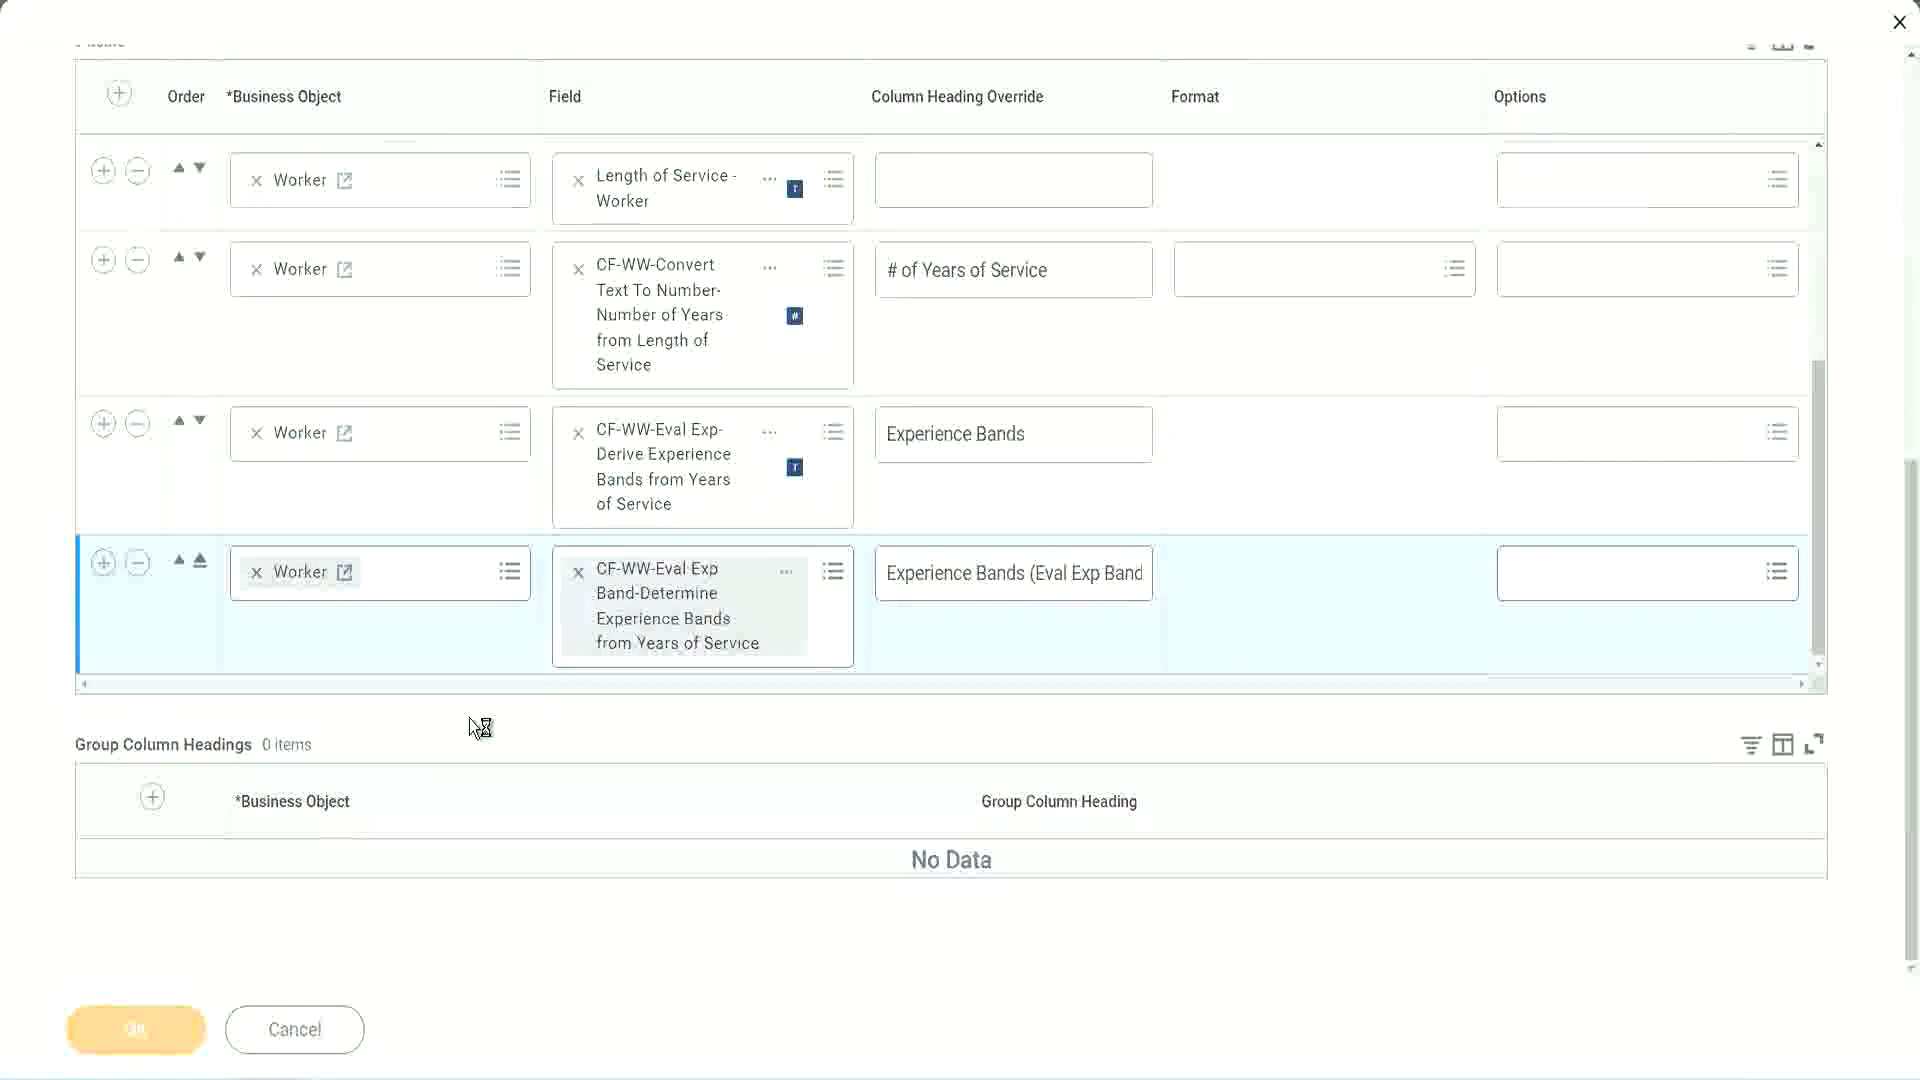 Order *Business Object Field Column Heading Override Format Options
Worker
Length of Service -
Worker
T
Worker
CF-WW-Convert
Text To Number-
Number of Years
from Length of
Service
#
# of Years of Service
Worker
CF-WW-Eval Exp-
Derive Experience
Bands from Years
of Service
T
Experience Bands
Worker
CF-WW-Eval Exp
Band-Determine
Experience Bands
from Years of Service
Experience Bands (Eval Exp Band
Group Column Headings 0 items
*Business Object Group Column Heading
No Data
Cancel